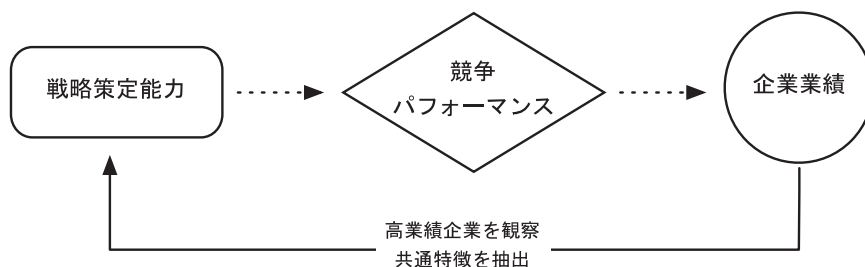 戦略策定能力
競争
パフォーマンス
企業業績
高業績企業を観察
共通特徴を抽出